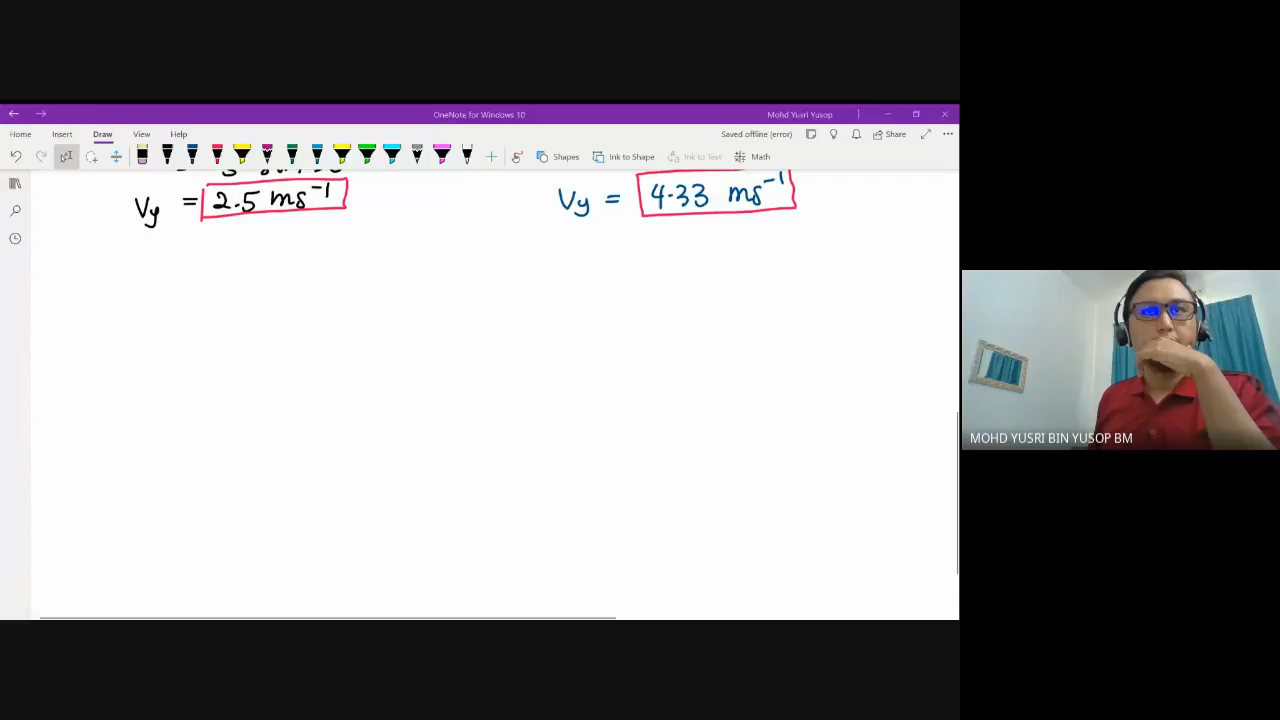 OneNote for Windows 10
Mohd Yusri Yusop
Home Insert Draw View Help
Saved offline (error) Share
Shapes Ink to Shape Ink to Text Math
Vy = 2.5 ms⁻¹
Vy = 4.33 ms⁻¹
MOHD YUSRI BIN YUSOP BM